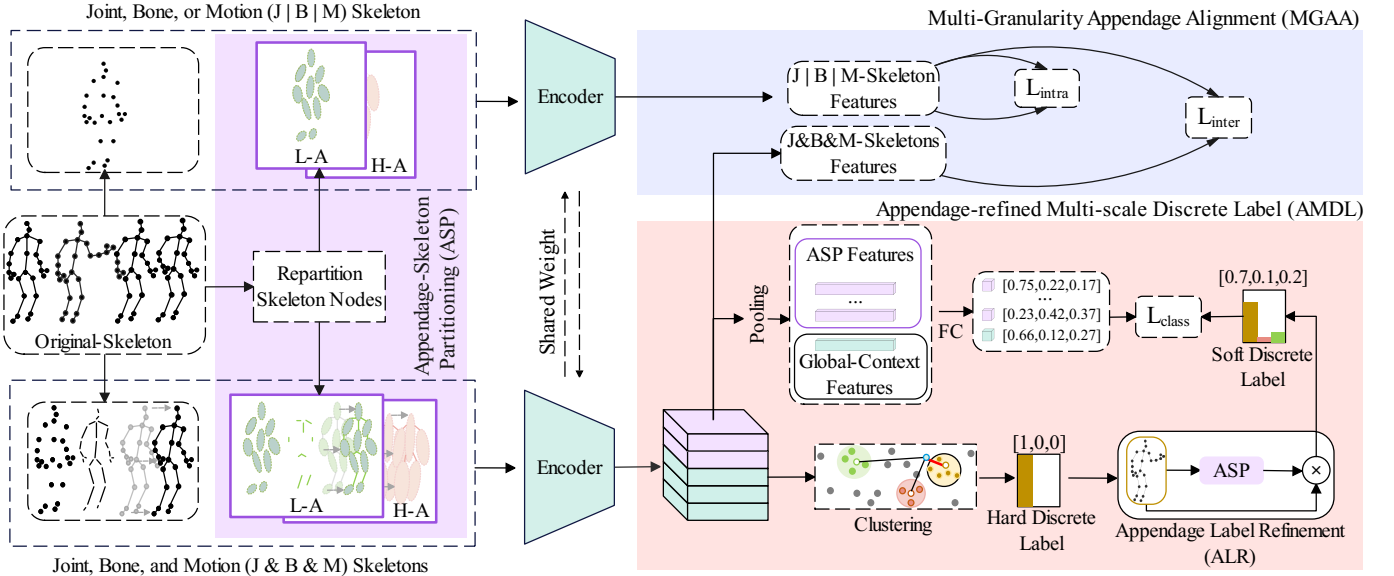 Joint, Bone, or Motion (J | B | M) Skeleton
L-A
H-A
Original-Skeleton
Repartition
Skeleton Nodes
Appendage-Skeleton
Partitioning (ASP)
L-A
H-A
Joint, Bone, and Motion (J & B & M) Skeletons
Encoder
Shared Weight
Encoder
Multi-Granularity Appendage Alignment (MGAA)
J | B | M-Skeleton
Features
L_intra
L_inter
J&B&M-Skeletons
Features
Appendage-refined Multi-scale Discrete Label (AMDL)
Pooling
ASP Features
...
Global-Context
Features
FC
[0.75,0.22,0.17]
...
[0.23,0.42,0.37]
[0.66,0.12,0.27]
L_class
[0.7,0.1,0.2]
Soft Discrete
Label
Clustering
[1,0,0]
Hard Discrete
Label
ASP
Appendage Label Refinement
(ALR)